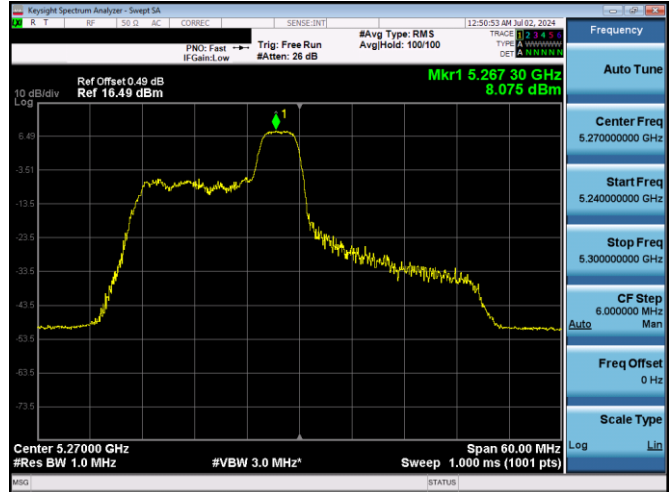 Keysight Spectrum Analyzer - Swept SA
R T RF 50 Ω AC CORREC SENSE:INT 12:50:53 AM Jul 02, 2024
Frequency
PNO: Fast
IFGain:Low
Trig: Free Run
#Atten: 26 dB
#Avg Type: RMS
Avg|Hold: 100/100
TRACE 1 2 3 4 5 6
TYPE A WWWWW
DET A N N N N N
Mkr1 5.267 30 GHz
8.075 dBm
Ref Offset 0.49 dB
10 dB/div Ref 16.49 dBm
Log
1
6.49
-3.51
-13.5
-23.5
-33.5
-43.5
-53.5
-63.5
-73.5
Center 5.27000 GHz
Span 60.00 MHz
#Res BW 1.0 MHz
#VBW 3.0 MHz*
Sweep 1.000 ms (1001 pts)
MSG
STATUS
Auto Tune
Center Freq
5.270000000 GHz
Start Freq
5.240000000 GHz
Stop Freq
5.300000000 GHz
CF Step
6.000000 MHz
Auto Man
Freq Offset
0 Hz
Scale Type
Log Lin